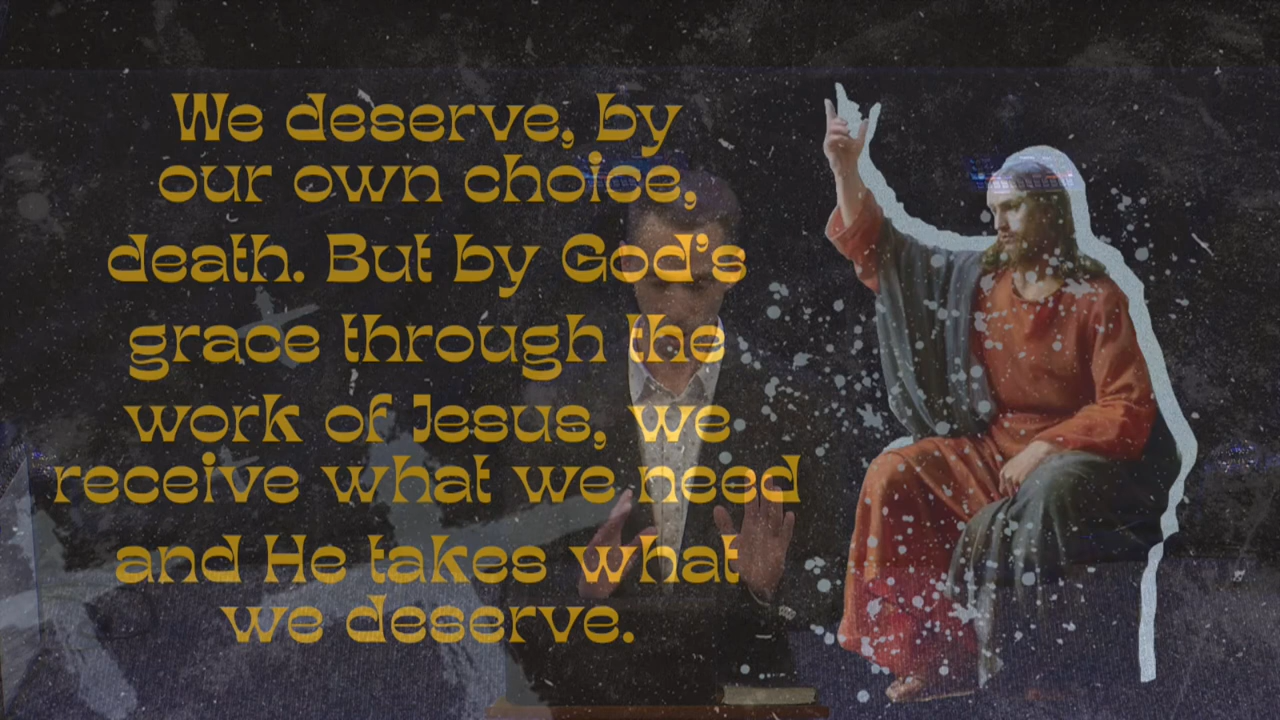 We deserve, by
our own choice,
death. But by God's
grace through the
work of Jesus, we
receive what we need
and He takes what
we deserve.